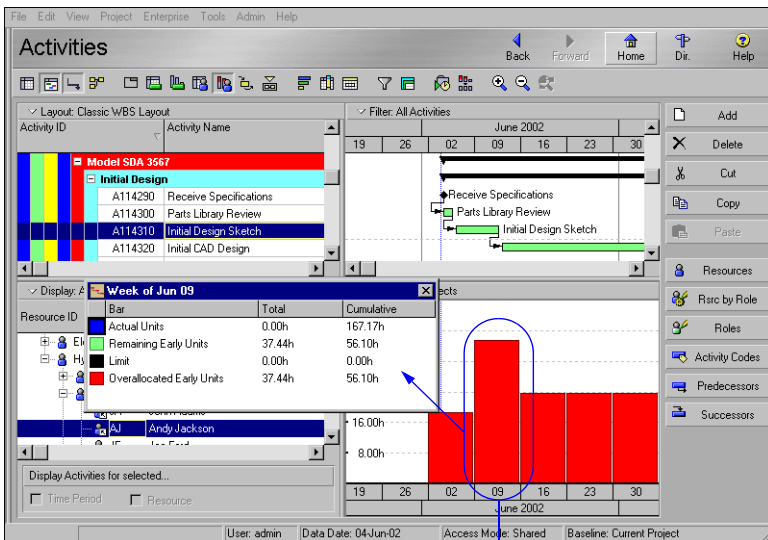 File Edit View Project Enterprise Tools Admin Help
Activities
Back Forward Home Dir. Help
Layout: Classic WBS Layout
Filter: All Activities
Activity ID Activity Name
June 2002
19 26 02 09 16 23 30
Model SDA 3567
Initial Design
A114290 Receive Specifications
A114300 Parts Library Review
A114310 Initial Design Sketch
A114320 Initial CAD Design
Receive Specifications
Parts Library Review
Initial Design Sketch
Add
Delete
Cut
Copy
Paste
Resources
Rsrc by Role
Roles
Activity Codes
Predecessors
Successors
Display: A
ects
Resource ID
Week of Jun 09
Bar Total Cumulative
Actual Units 0.00h 167.17h
Remaining Early Units 37.44h 56.10h
Limit 0.00h 0.00h
Overallocated Early Units 37.44h 56.10h
El
Hy
AJ Andy Jackson
16.00h
8.00h
19 26 02 09 16 23 30
June 2002
Display Activities for selected...
Time Period Resource
User: admin Data Date: 04-Jun-02 Access Mode: Shared Baseline: Current Project